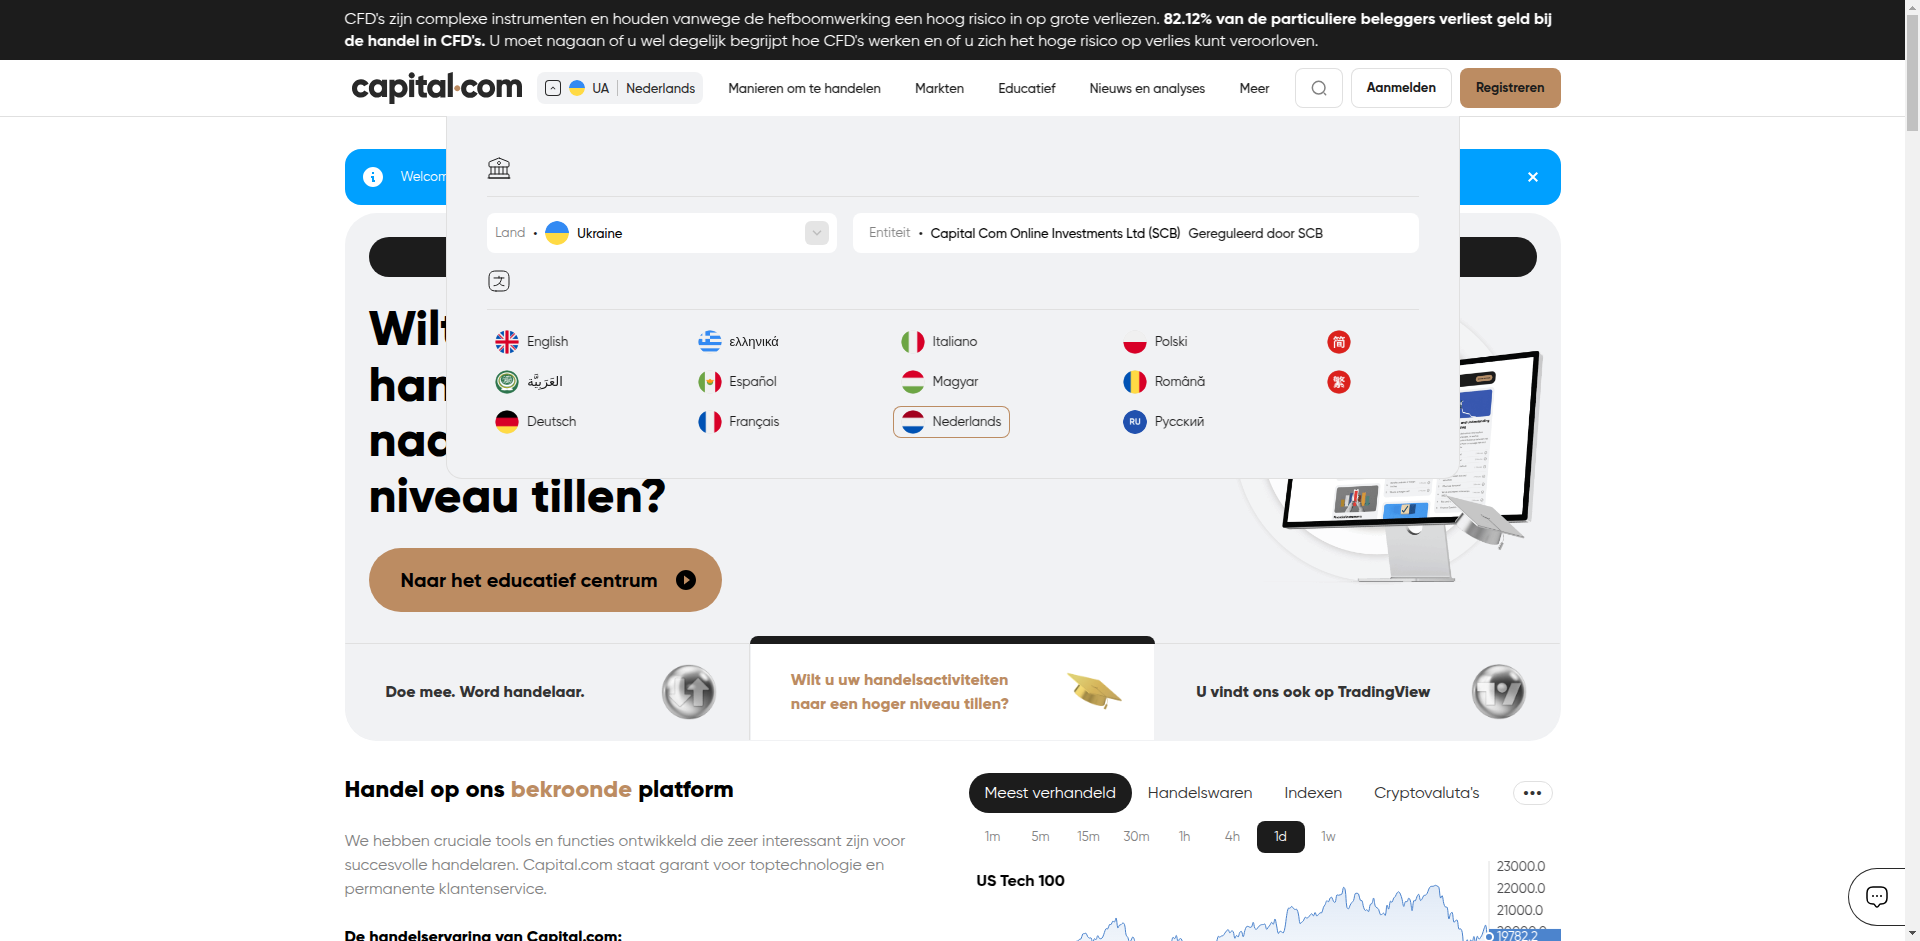 CFD's zijn complexe instrumenten en houden vanwege de hefboomwerking een hoog risico in op grote verliezen. 82.12% van de particuliere beleggers verliest geld bij
de handel in CFD's. U moet nagaan of u wel degelijk begrijpt hoe CFD's werken en of u zich het hoge risico op verlies kunt veroorloven.
capital.com UA Nederlands Manieren om te handelen Markten Educatief Nieuws en analyses Meer Aanmelden Registreren
Welcom
Land • Ukraine Entiteit • Capital Com Online Investments Ltd (SCB) Gereguleerd door SCB
文
English ελληνικά Italiano Polski 简
العَرَبِيَّة Español Magyar Română 繁
Deutsch Français Nederlands RU Русский
Wilt
han
naa
niveau tillen?
Naar het educatief centrum
Doe mee. Word handelaar.
Wilt u uw handelsactiviteiten
naar een hoger niveau tillen?
U vindt ons ook op TradingView
Handel op ons bekroonde platform
We hebben cruciale tools en functies ontwikkeld die zeer interessant zijn voor
succesvolle handelaren. Capital.com staat garant voor toptechnologie en
permanente klantenservice.
De handelservaring van Capital.com:
Meest verhandeld Handelswaren Indexen Cryptovaluta's
1m 5m 15m 30m 1h 4h 1d 1w
US Tech 100
23000.0
22000.0
21000.0
19782.2